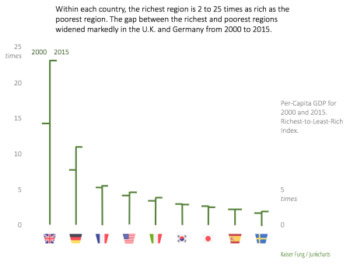 Within each country, the richest region is 2 to 25 times as rich as the
poorest region. The gap between the richest and poorest regions
widened markedly in the U.K. and Germany from 2000 to 2015.
25
times
2000 2015
20
15
10
5
0
Per-Capita GDP for
2000 and 2015.
Richest-to-Least-Rich
Index.
5
times
0
Kaiser Fung / Junkcharts